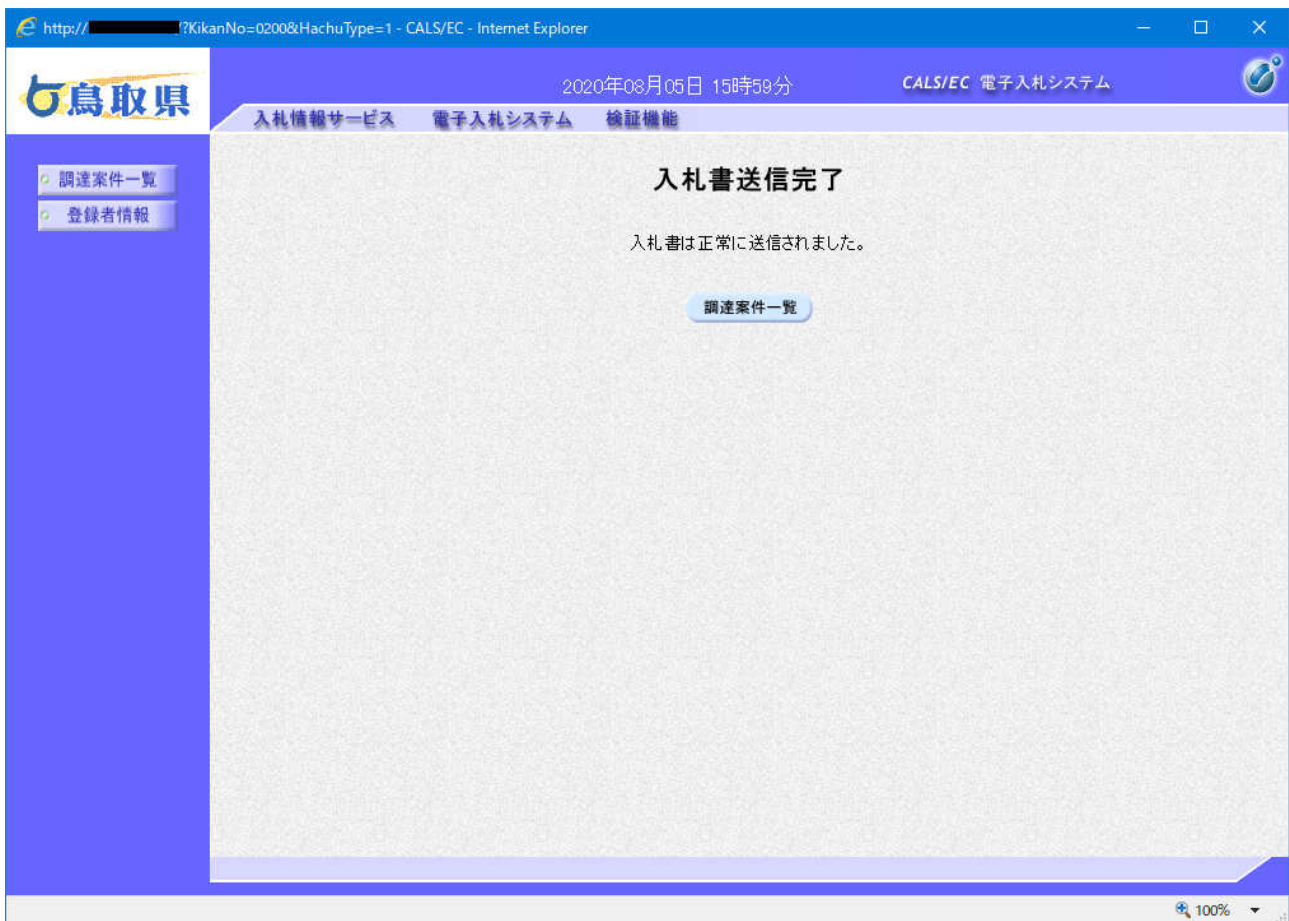 http://
/?KikanNo=0200&HachuType=1 - CALS/EC - Internet Explorer
鳥取県
2020年08月05日 15時59分
CALS/EC 電子入札システム
入札情報サービス 電子入札システム 検証機能
調達案件一覧
登録者情報
入札書送信完了
入札書は正常に送信されました。
調達案件一覧
100%